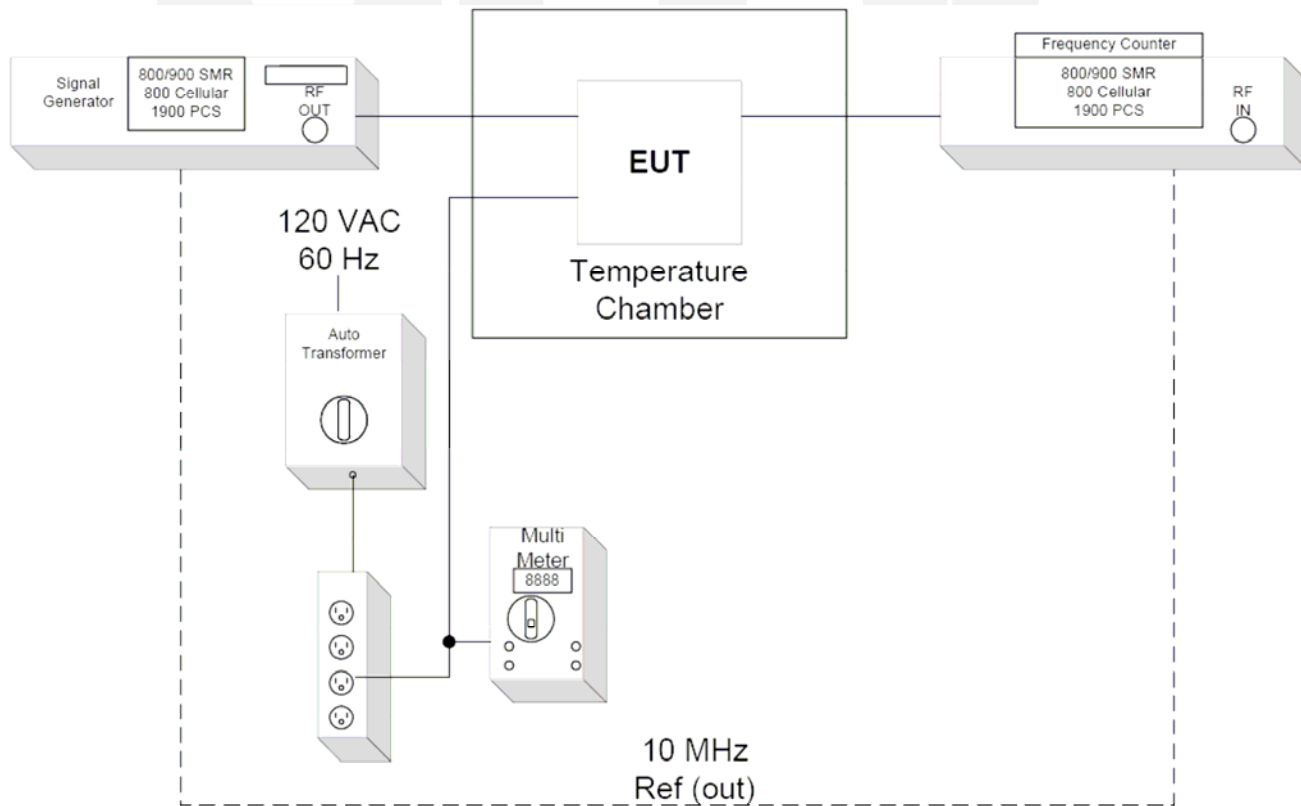 Signal
Generator
800/900 SMR
800 Cellular
1900 PCS
RF
OUT
EUT
Temperature
Chamber
Frequency Counter
800/900 SMR
800 Cellular
1900 PCS
RF
IN
120 VAC
60 Hz
Auto
Transformer
Multi
Meter
8888
10 MHz
Ref (out)